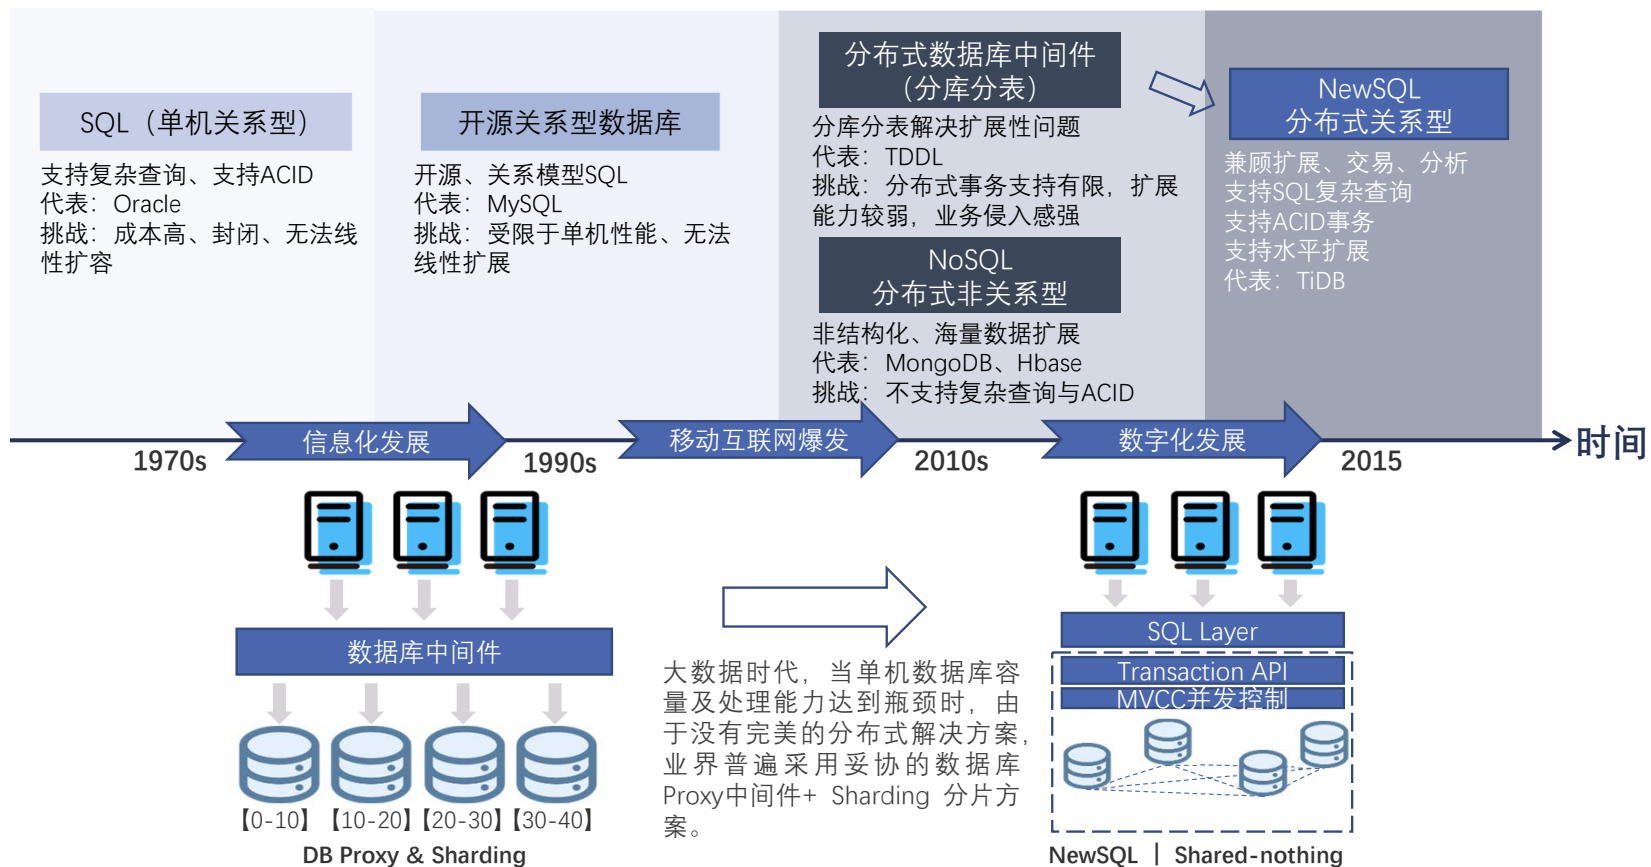 SQL（单机关系型）
支持复杂查询、支持ACID
代表：Oracle
挑战：成本高、封闭、无法线
性扩容
开源关系型数据库
开源、关系模型SQL
代表：MySQL
挑战：受限于单机性能、无法
线性扩展
分布式数据库中间件
（分库分表）
分库分表解决扩展性问题
代表：TDDL
挑战：分布式事务支持有限，扩展
能力较弱，业务侵入感强
NoSQL
分布式非关系型
非结构化、海量数据扩展
代表：MongoDB、Hbase
挑战：不支持复杂查询与ACID
NewSQL
分布式关系型
兼顾扩展、交易、分析
支持SQL复杂查询
支持ACID事务
支持水平扩展
代表：TiDB
1970s
信息化发展
1990s
移动互联网爆发
2010s
数字化发展
2015
时间
数据库中间件
【0-10】
【10-20】
【20-30】
【30-40】
DB Proxy & Sharding
大数据时代，当单机数据库容
量及处理能力达到瓶颈时，由
于没有完美的分布式解决方案，
业界普遍采用妥协的数据库
Proxy中间件+ Sharding 分片方
案。
SQL Layer
Transaction API
MVCC并发控制
NewSQL | Shared-nothing